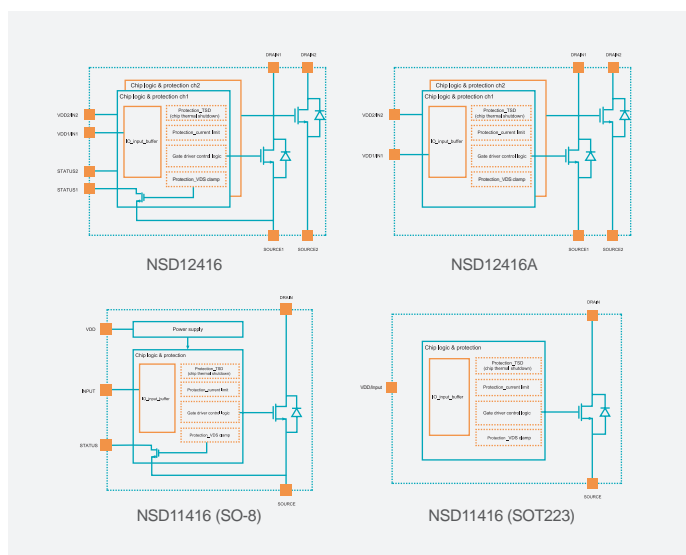 DRAIN1
DRAIN2
Chip logic & protection ch2
Chip logic & protection ch1
VDD2/IN2
VDD1/IN1
STATUS2
STATUS1
IO_input_buffer
Protection_TSD
(chip thermal shutdown)
Protection_current limit
Gate driver control logic
Protection_VDS clamp
SOURCE1
SOURCE2
NSD12416
DRAIN1
DRAIN2
Chip logic & protection ch2
Chip logic & protection ch1
VDD2/IN2
VDD1/IN1
IO_input_buffer
Protection_TSD
(chip thermal shutdown)
Protection_current limit
Gate driver control logic
Protection_VDS clamp
SOURCE1
SOURCE2
NSD12416A
DRAIN
VDD
Power supply
Chip logic & protection
INPUT
STATUS
IO_input_buffer
Protection_TSD
(chip thermal shutdown)
Protection_current limit
Gate driver control logic
Protection_VDS clamp
SOURCE
NSD11416 (SO-8)
DRAIN
Chip logic & protection
VDD/Input
IO_input_buffer
Protection_TSD
(chip thermal shutdown)
Protection_current limit
Gate driver control logic
Protection_VDS clamp
SOURCE
NSD11416 (SOT223)